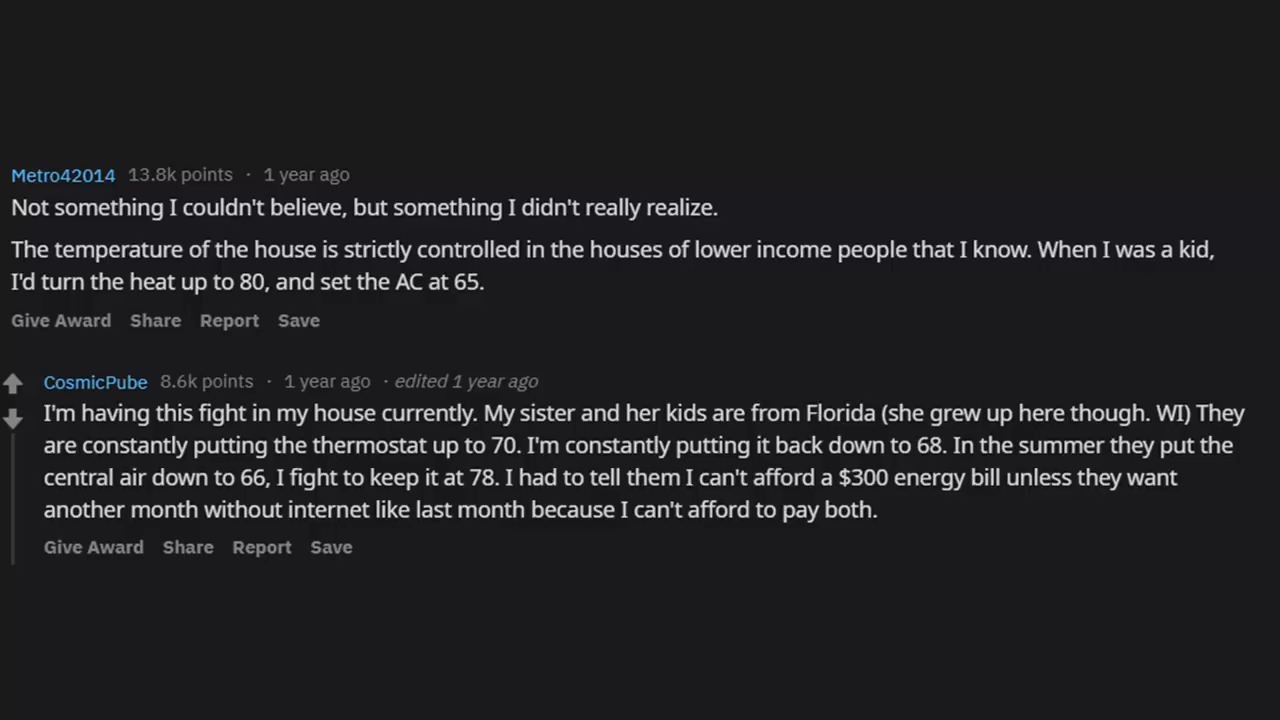 Metro42014 13.8k points · 1 year ago
Not something I couldn't believe, but something I didn't really realize.
The temperature of the house is strictly controlled in the houses of lower income people that I know. When I was a kid,
I'd turn the heat up to 80, and set the AC at 65.
Give Award Share Report Save
CosmicPube 8.6k points · 1 year ago · edited 1 year ago
I'm having this fight in my house currently. My sister and her kids are from Florida (she grew up here though. WI) They
are constantly putting the thermostat up to 70. I'm constantly putting it back down to 68. In the summer they put the
central air down to 66, I fight to keep it at 78. I had to tell them I can't afford a $300 energy bill unless they want
another month without internet like last month because I can't afford to pay both.
Give Award Share Report Save